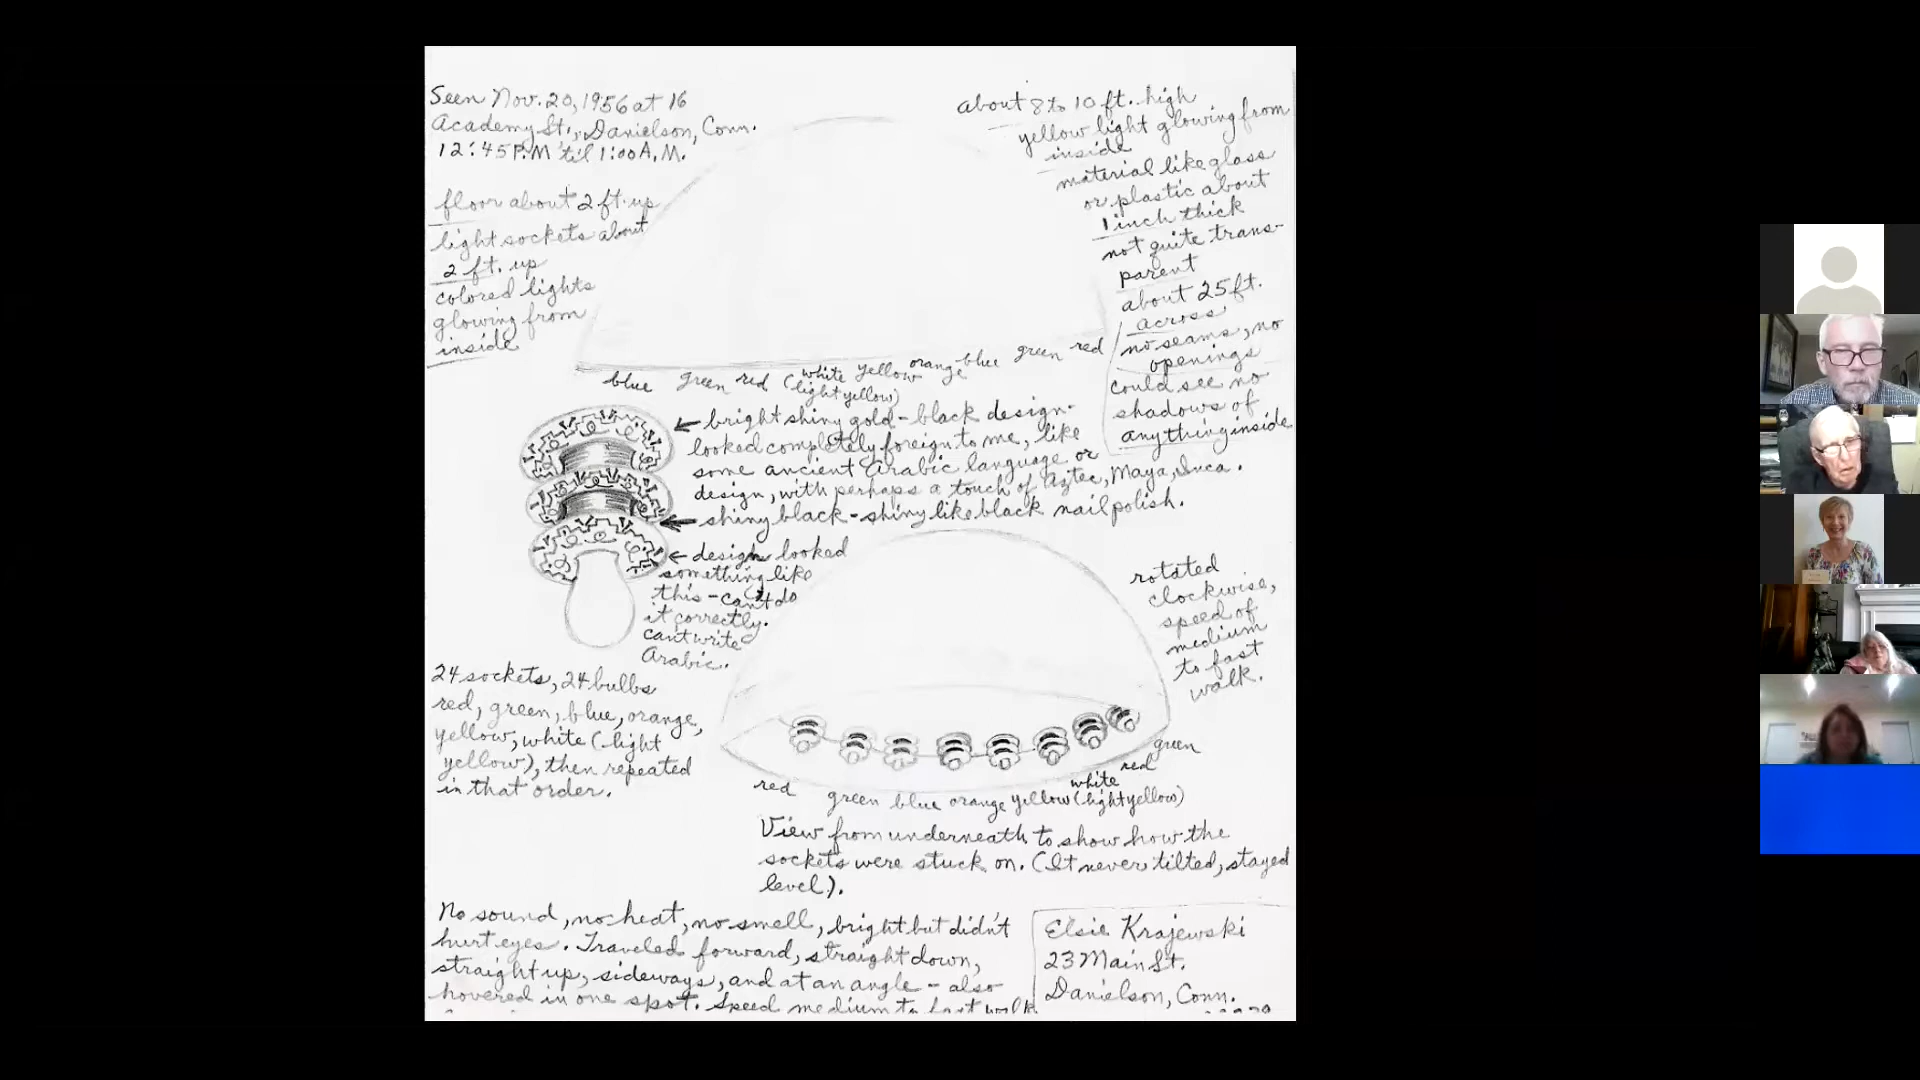 Seen Nov. 20, 1956 at 16
Academy St., Danielson, Conn.
12:45 P.M 'til 1:00 A.M.
floor about 2 ft. up
light sockets about
2 ft. up
colored lights
glowing from
inside
about 8 to 10 ft. high
yellow light glowing from
inside
material like glass
or plastic about
1 inch thick
not quite trans-
parent
about 25 ft.
across
no seams, no
openings
could see no
shadows of
anything inside
blue green red (white yellow orange blue green red
(light yellow)
← bright shiny gold - black design -
looked completely foreign to me, like
some ancient Arabic language or
design, with perhaps a touch of Aztec, Maya, Inca.
← shiny black - shiny like black nail polish.
← design looked
something like
this - can't do
it correctly.
can't write
Arabic.
rotated
clockwise,
speed of
medium
to fast
walk.
24 sockets, 24 bulbs
red, green, blue, orange,
yellow, white (light
yellow), then repeated
in that order.
red green blue orange yellow white red green
(light yellow)
View from underneath to show how the
sockets were stuck on. (It never tilted, stayed
level).
No sound, no heat, no smell, bright but didn't
hurt eyes. Traveled forward, straight down,
straight up, sideways, and at an angle - also
hovered in one spot. Speed medium to fast walk
Elsie Krajewski
23 Main St.
Danielson, Conn.